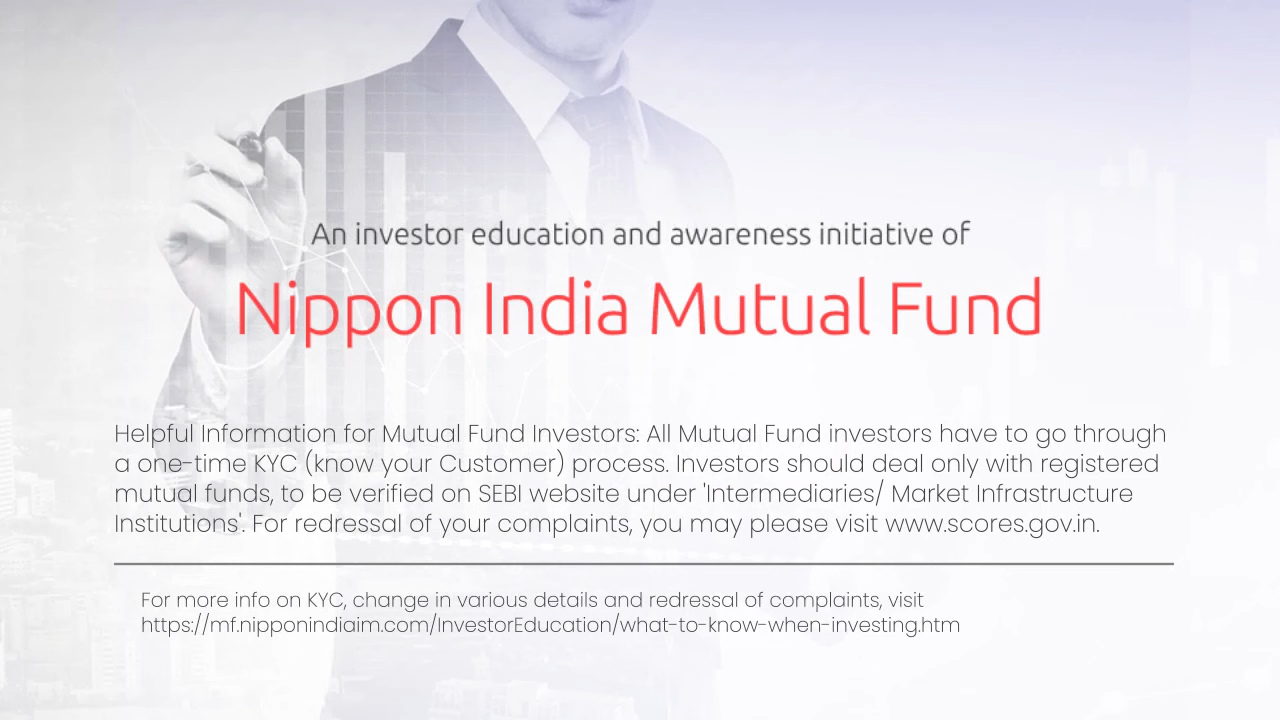 An investor education and awareness initiative of
Nippon India Mutual Fund
Helpful Information for Mutual Fund Investors: All Mutual Fund investors have to go through
a one-time KYC (know your Customer) process. Investors should deal only with registered
mutual funds, to be verified on SEBI website under 'Intermediaries/ Market Infrastructure
Institutions'. For redressal of your complaints, you may please visit www.scores.gov.in.
For more info on KYC, change in various details and redressal of complaints, visit
https://mf.nipponindiaim.com/InvestorEducation/what-to-know-when-investing.htm